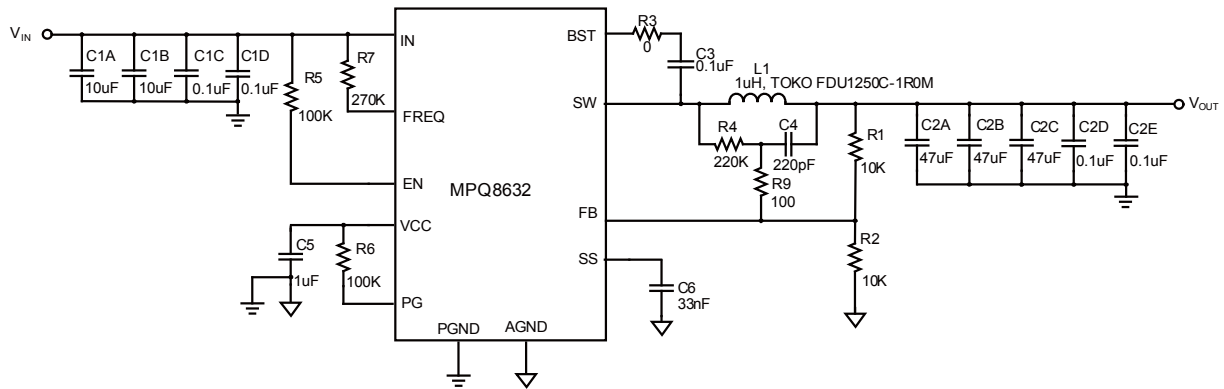 V_IN
C1A
10uF
C1B
10uF
C1C
0.1uF
C1D
0.1uF
R5
100K
R7
270K
IN
FREQ
EN
VCC
PG
C5
1uF
R6
100K
MPQ8632
PGND
AGND
BST
SW
FB
SS
R3
0
C3
0.1uF
L1
1uH, TOKO FDU1250C-1R0M
R4
220K
C4
220pF
R9
100
R1
10K
R2
10K
C6
33nF
C2A
47uF
C2B
47uF
C2C
47uF
C2D
0.1uF
C2E
0.1uF
V_OUT